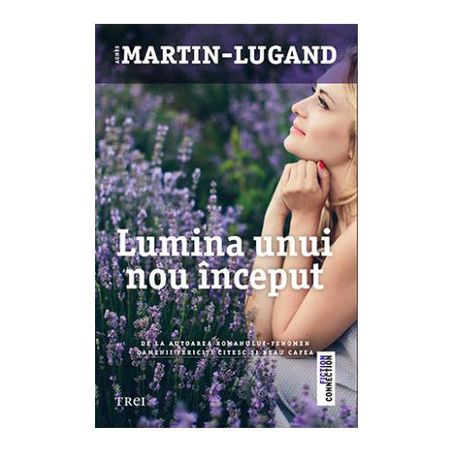 AGNÈS
MARTIN-LUGAND
Lumina unui
nou început
DE LA AUTOAREA ROMANULUI-FENOMEN
OAMENII FERICIȚI CITESC ȘI BEAU CAFEA
FICTION
CONNECTION
TREI